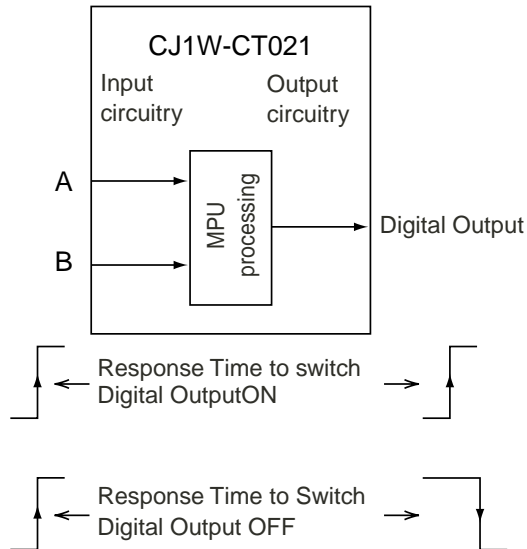 CJ1W-CT021
Input circuitry
Output circuitry
A
B
MPU processing
Digital Output
Response Time to switch
Digital OutputON
Response Time to Switch
Digital Output OFF